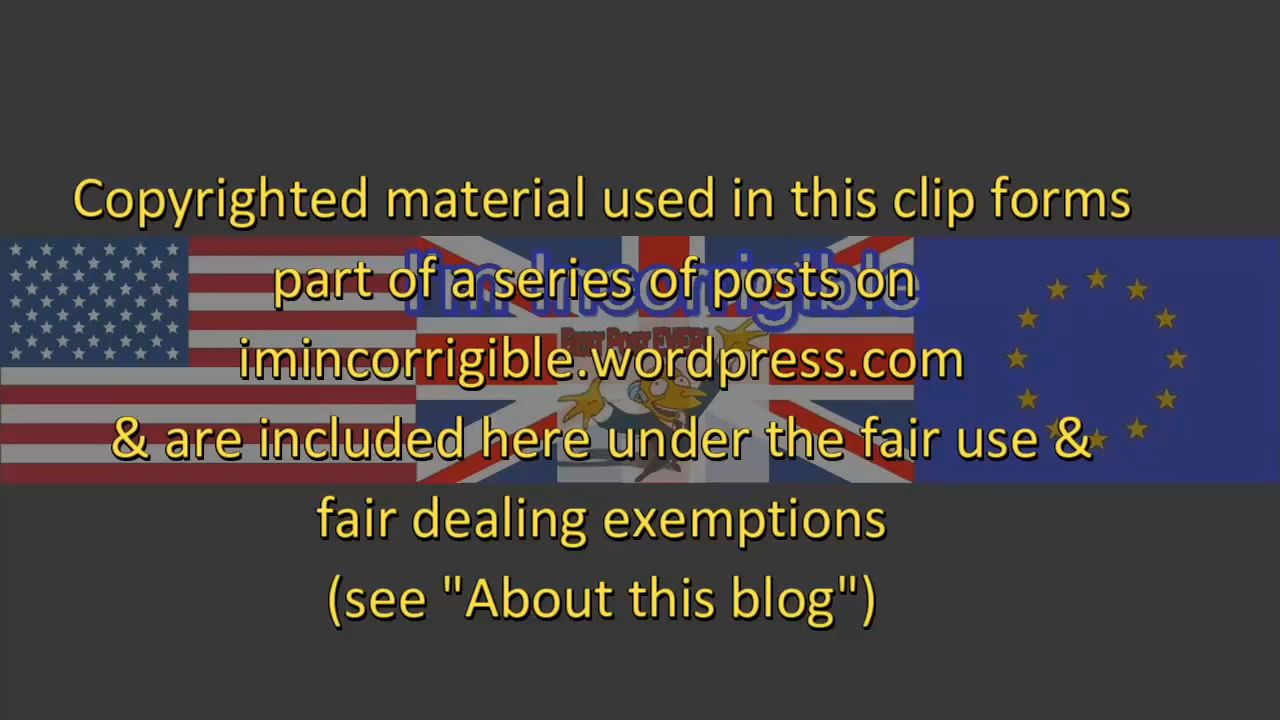 Copyrighted material used in this clip forms
part of a series of posts on
I'm Incorrigible
imincorrigible.wordpress.com
& are included here under the fair use &
fair dealing exemptions
(see "About this blog")